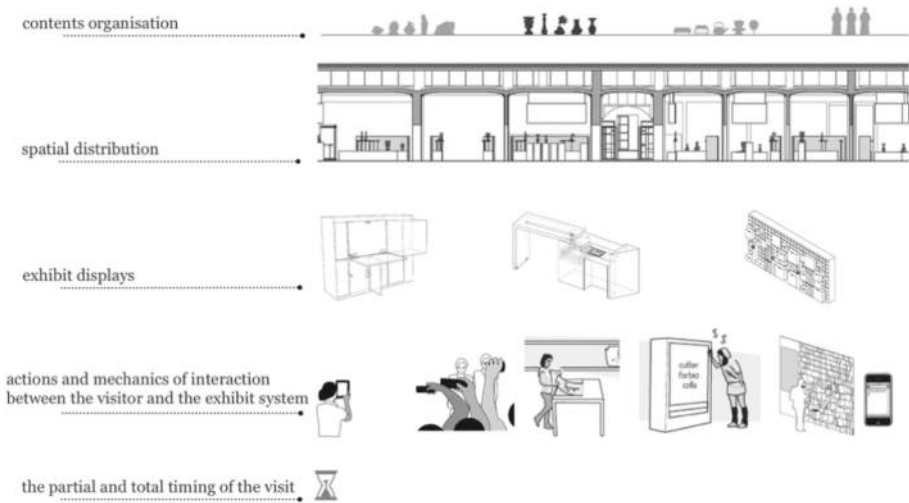 contents organisation
spatial distribution
exhibit displays
actions and mechanics of interaction
between the visitor and the exhibit system
$ $
cutter
forbici
colla
the partial and total timing of the visit